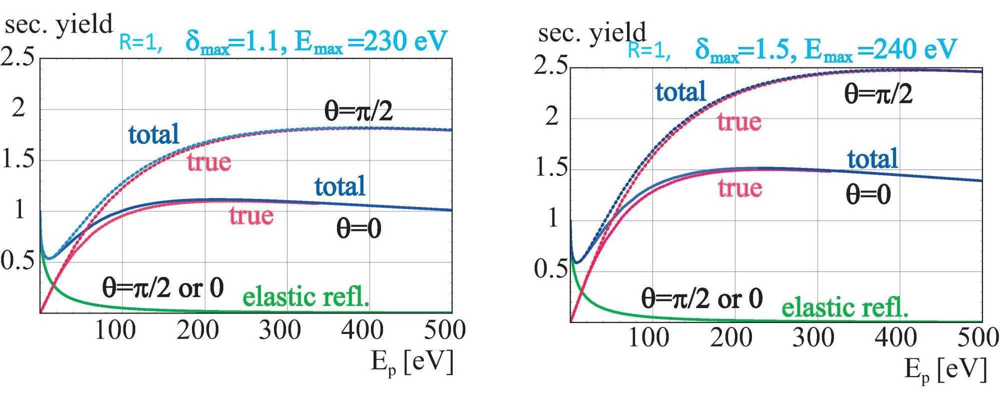 sec. yield
R=1, δmax=1.1, Emax =230 eV
2.5
2
1.5
1
0.5
θ=π/2
total
true
total
true
θ=0
θ=π/2 or 0
elastic refl.
100 200 300 400 500
Ep [eV]
sec. yield
R=1, δmax=1.5, Emax =240 eV
2.5
2
1.5
1
0.5
total
θ=π/2
true
total
true
θ=0
θ=π/2 or 0
elastic refl.
100 200 300 400 500
Ep [eV]